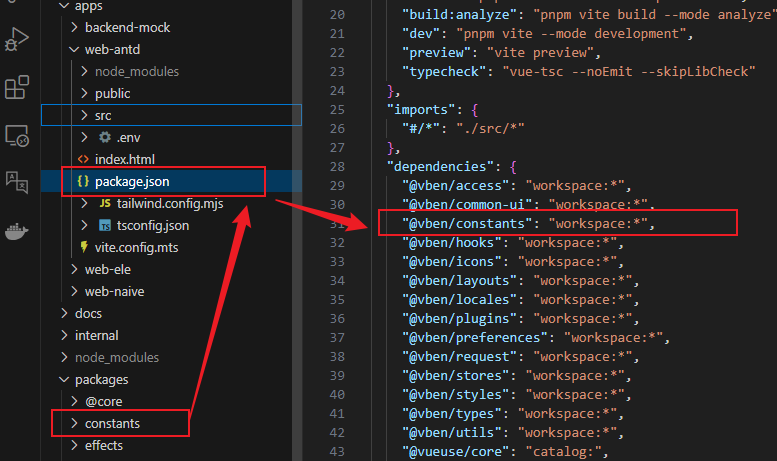 apps
backend-mock
web-antd
node_modules
public
src
.env
index.html
package.json
tailwind.config.mjs
tsconfig.json
vite.config.mts
web-ele
web-naive
docs
internal
node_modules
packages
@core
constants
effects
20 "build:analyze": "pnpm vite build --mode analyze"
21 "dev": "pnpm vite --mode development",
22 "preview": "vite preview",
23 "typecheck": "vue-tsc --noEmit --skipLibCheck"
24 },
25 "imports": {
26 "#/*": "./src/*"
27 },
28 "dependencies": {
29 "@vben/access": "workspace:*",
30 "@vben/common-ui": "workspace:*",
31 "@vben/constants": "workspace:*",
32 "@vben/hooks": "workspace:*",
33 "@vben/icons": "workspace:*",
34 "@vben/layouts": "workspace:*",
35 "@vben/locales": "workspace:*",
36 "@vben/plugins": "workspace:*",
37 "@vben/preferences": "workspace:*",
38 "@vben/request": "workspace:*",
39 "@vben/stores": "workspace:*",
40 "@vben/styles": "workspace:*",
41 "@vben/types": "workspace:*",
42 "@vben/utils": "workspace:*",
43 "@vueuse/core": "catalog:",